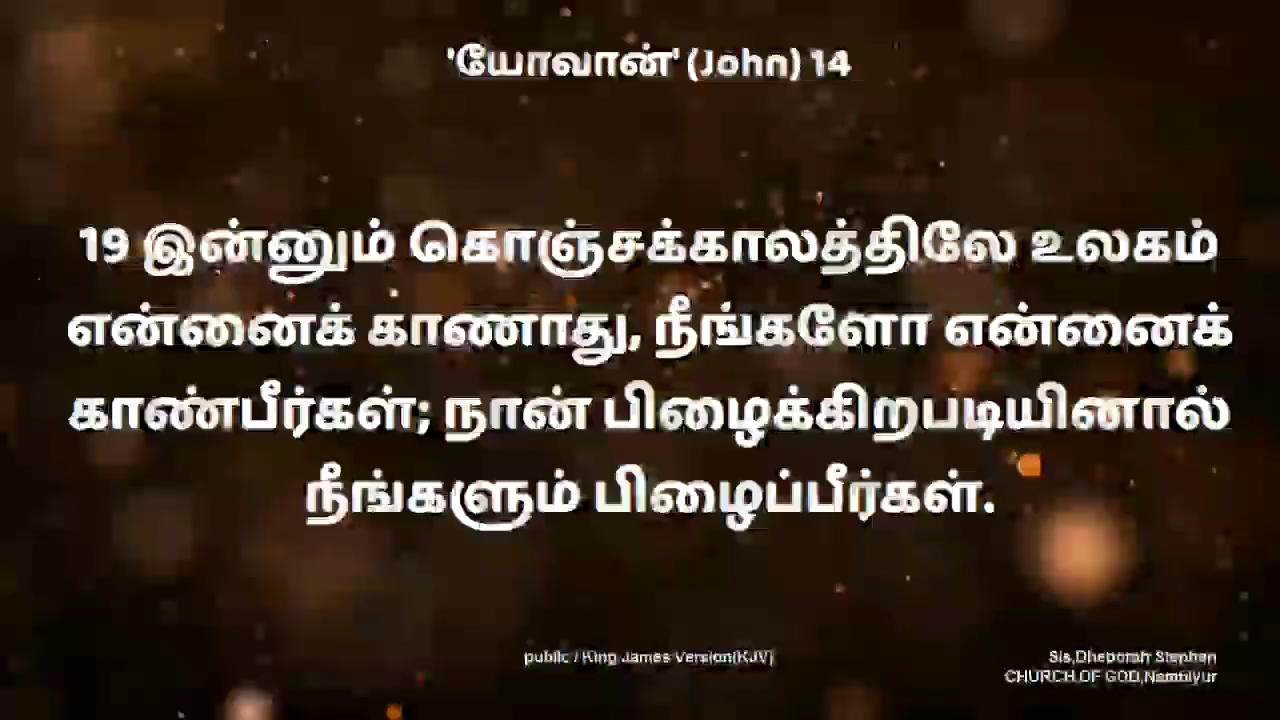 'யோவான்' (John) 14
19 இன்னும் கொஞ்சக்காலத்திலே உலகம்
என்னைக் காணாது, நீங்களோ என்னைக்
காண்பீர்கள்; நான் பிழைக்கிறபடியினால்
நீங்களும் பிழைப்பீர்கள்.
public / King James Version(KJV)
Sis,Dheborah Stephen
CHURCH OF GOD,Nambiyur